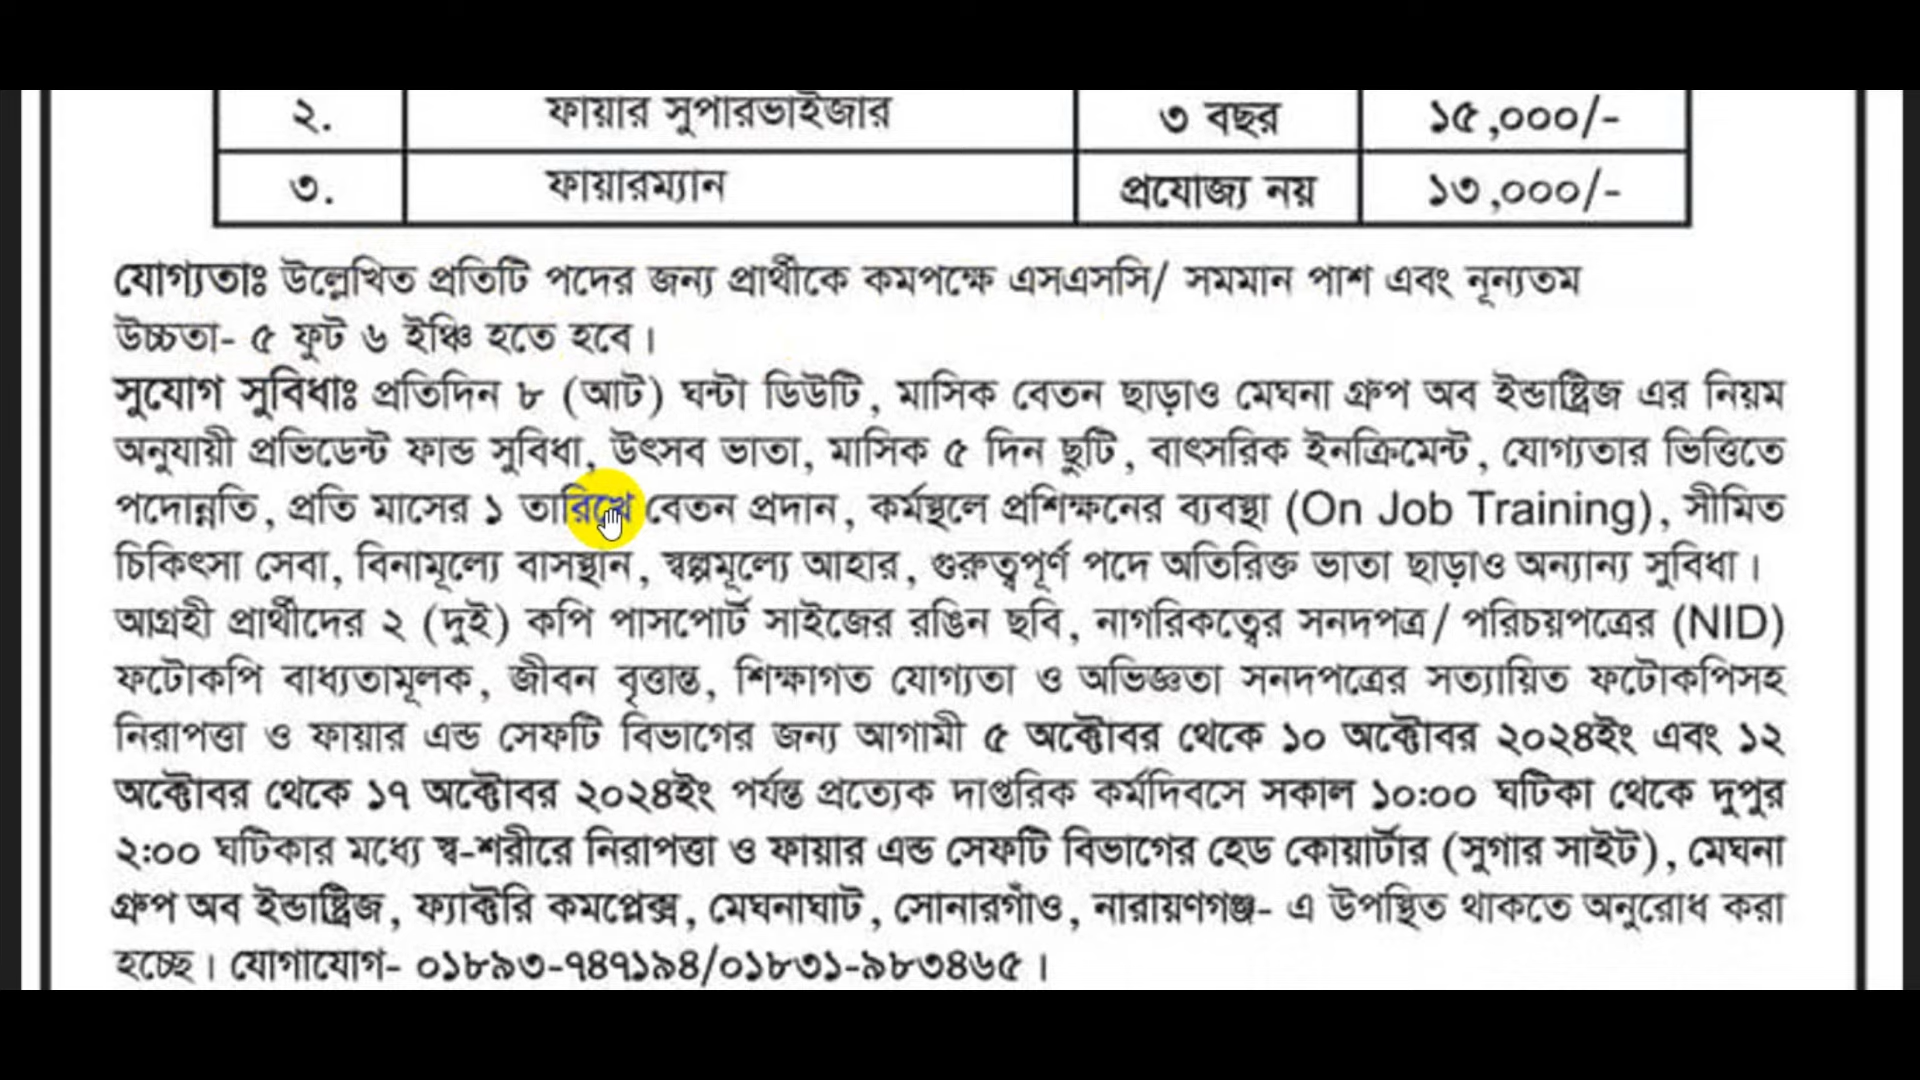 ২. ফায়ার সুপারভাইজার ৩ বছর ১৫,০০০/-
৩. ফায়ারম্যান প্রযোজ্য নয় ১৩,০০০/-
যোগ্যতাঃ উল্লেখিত প্রতিটি পদের জন্য প্রার্থীকে কমপক্ষে এসএসসি/ সমমান পাশ এবং নূন্যতম
উচ্চতা- ৫ ফুট ৬ ইঞ্চি হতে হবে।
সুযোগ সুবিধাঃ প্রতিদিন ৮ (আট) ঘন্টা ডিউটি, মাসিক বেতন ছাড়াও মেঘনা গ্রুপ অব ইন্ডাষ্ট্রিজ এর নিয়ম
অনুযায়ী প্রভিডেন্ট ফান্ড সুবিধা, উৎসব ভাতা, মাসিক ৫ দিন ছুটি, বাৎসরিক ইনক্রিমেন্ট, যোগ্যতার ভিত্তিতে
পদোন্নতি, প্রতি মাসের ১ তারিখে বেতন প্রদান, কর্মস্থলে প্রশিক্ষনের ব্যবস্থা (On Job Training), সীমিত
চিকিৎসা সেবা, বিনামূল্যে বাসস্থান, স্বল্পমূল্যে আহার, গুরুত্বপূর্ণ পদে অতিরিক্ত ভাতা ছাড়াও অন্যান্য সুবিধা।
আগ্রহী প্রার্থীদের ২ (দুই) কপি পাসপোর্ট সাইজের রঙিন ছবি, নাগরিকত্বের সনদপত্র/ পরিচয়পত্রের (NID)
ফটোকপি বাধ্যতামূলক, জীবন বৃত্তান্ত, শিক্ষাগত যোগ্যতা ও অভিজ্ঞতা সনদপত্রের সত্যায়িত ফটোকপিসহ
নিরাপত্তা ও ফায়ার এন্ড সেফটি বিভাগের জন্য আগামী ৫ অক্টোবর থেকে ১০ অক্টোবর ২০২৪ইং এবং ১২
অক্টোবর থেকে ১৭ অক্টোবর ২০২৪ইং পর্যন্ত প্রত্যেক দাপ্তরিক কর্মদিবসে সকাল ১০:০০ ঘটিকা থেকে দুপুর
২:০০ ঘটিকার মধ্যে স্ব-শরীরে নিরাপত্তা ও ফায়ার এন্ড সেফটি বিভাগের হেড কোয়ার্টার (সুগার সাইট), মেঘনা
গ্রুপ অব ইন্ডাষ্ট্রিজ, ফ্যাক্টরি কমপ্লেক্স, মেঘনাঘাট, সোনারগাঁও, নারায়ণগঞ্জ- এ উপস্থিত থাকতে অনুরোধ করা
হচ্ছে। যোগাযোগ- ০১৮৯৩-৭৪৭১৯৪/০১৮৩১-৯৮৩৪৬৫।